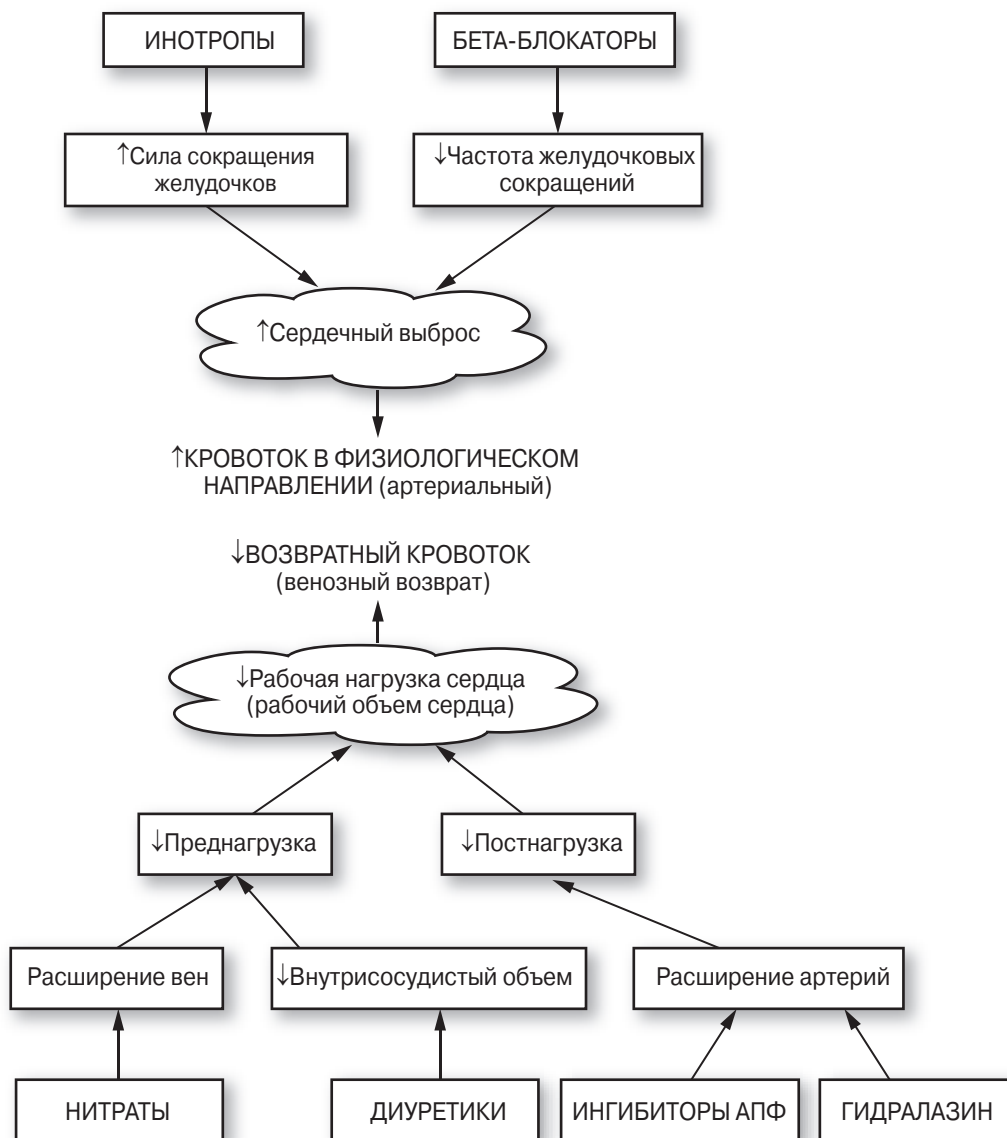 ИНОТРОПЫ
БЕТА-БЛОКАТОРЫ
↑Сила сокращения
желудочков
↓Частота желудочковых
сокращений
↑Сердечный выброс
↑КРОВОТОК В ФИЗИОЛОГИЧЕСКОМ
НАПРАВЛЕНИИ (артериальный)
↓ВОЗВРАТНЫЙ КРОВОТОК
(венозный возврат)
↓Рабочая нагрузка сердца
(рабочий объем сердца)
↓Преднагрузка
↓Постнагрузка
Расширение вен
↓Внутрисосудистый объем
Расширение артерий
НИТРАТЫ
ДИУРЕТИКИ
ИНГИБИТОРЫ АПФ
ГИДРАЛАЗИН